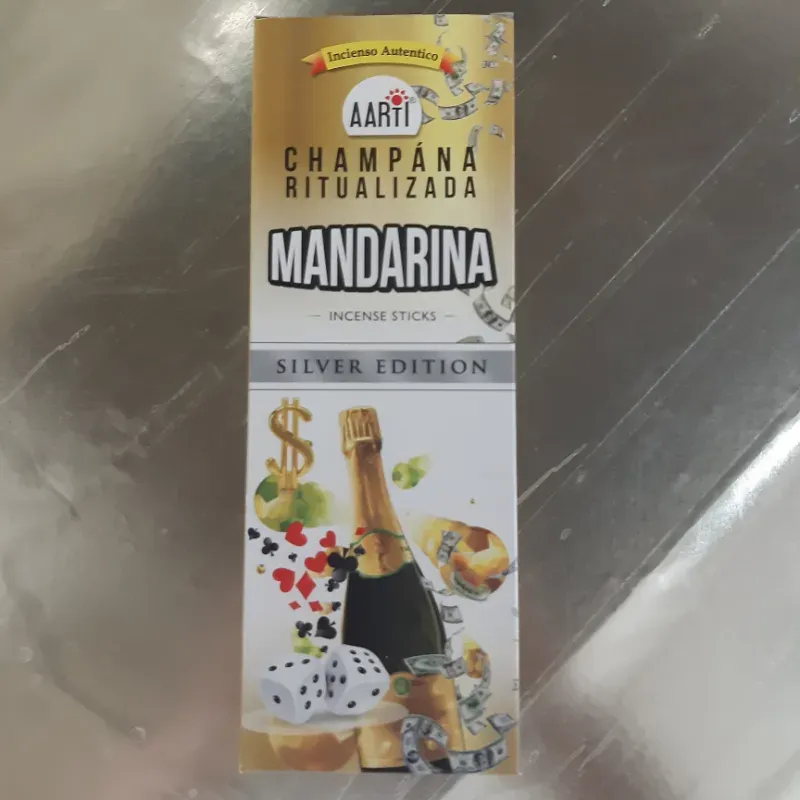 Incienso Autentico
AARTI®
CHAMPÁNA
RITUALIZADA
MANDARINA
INCENSE STICKS
SILVER EDITION
$